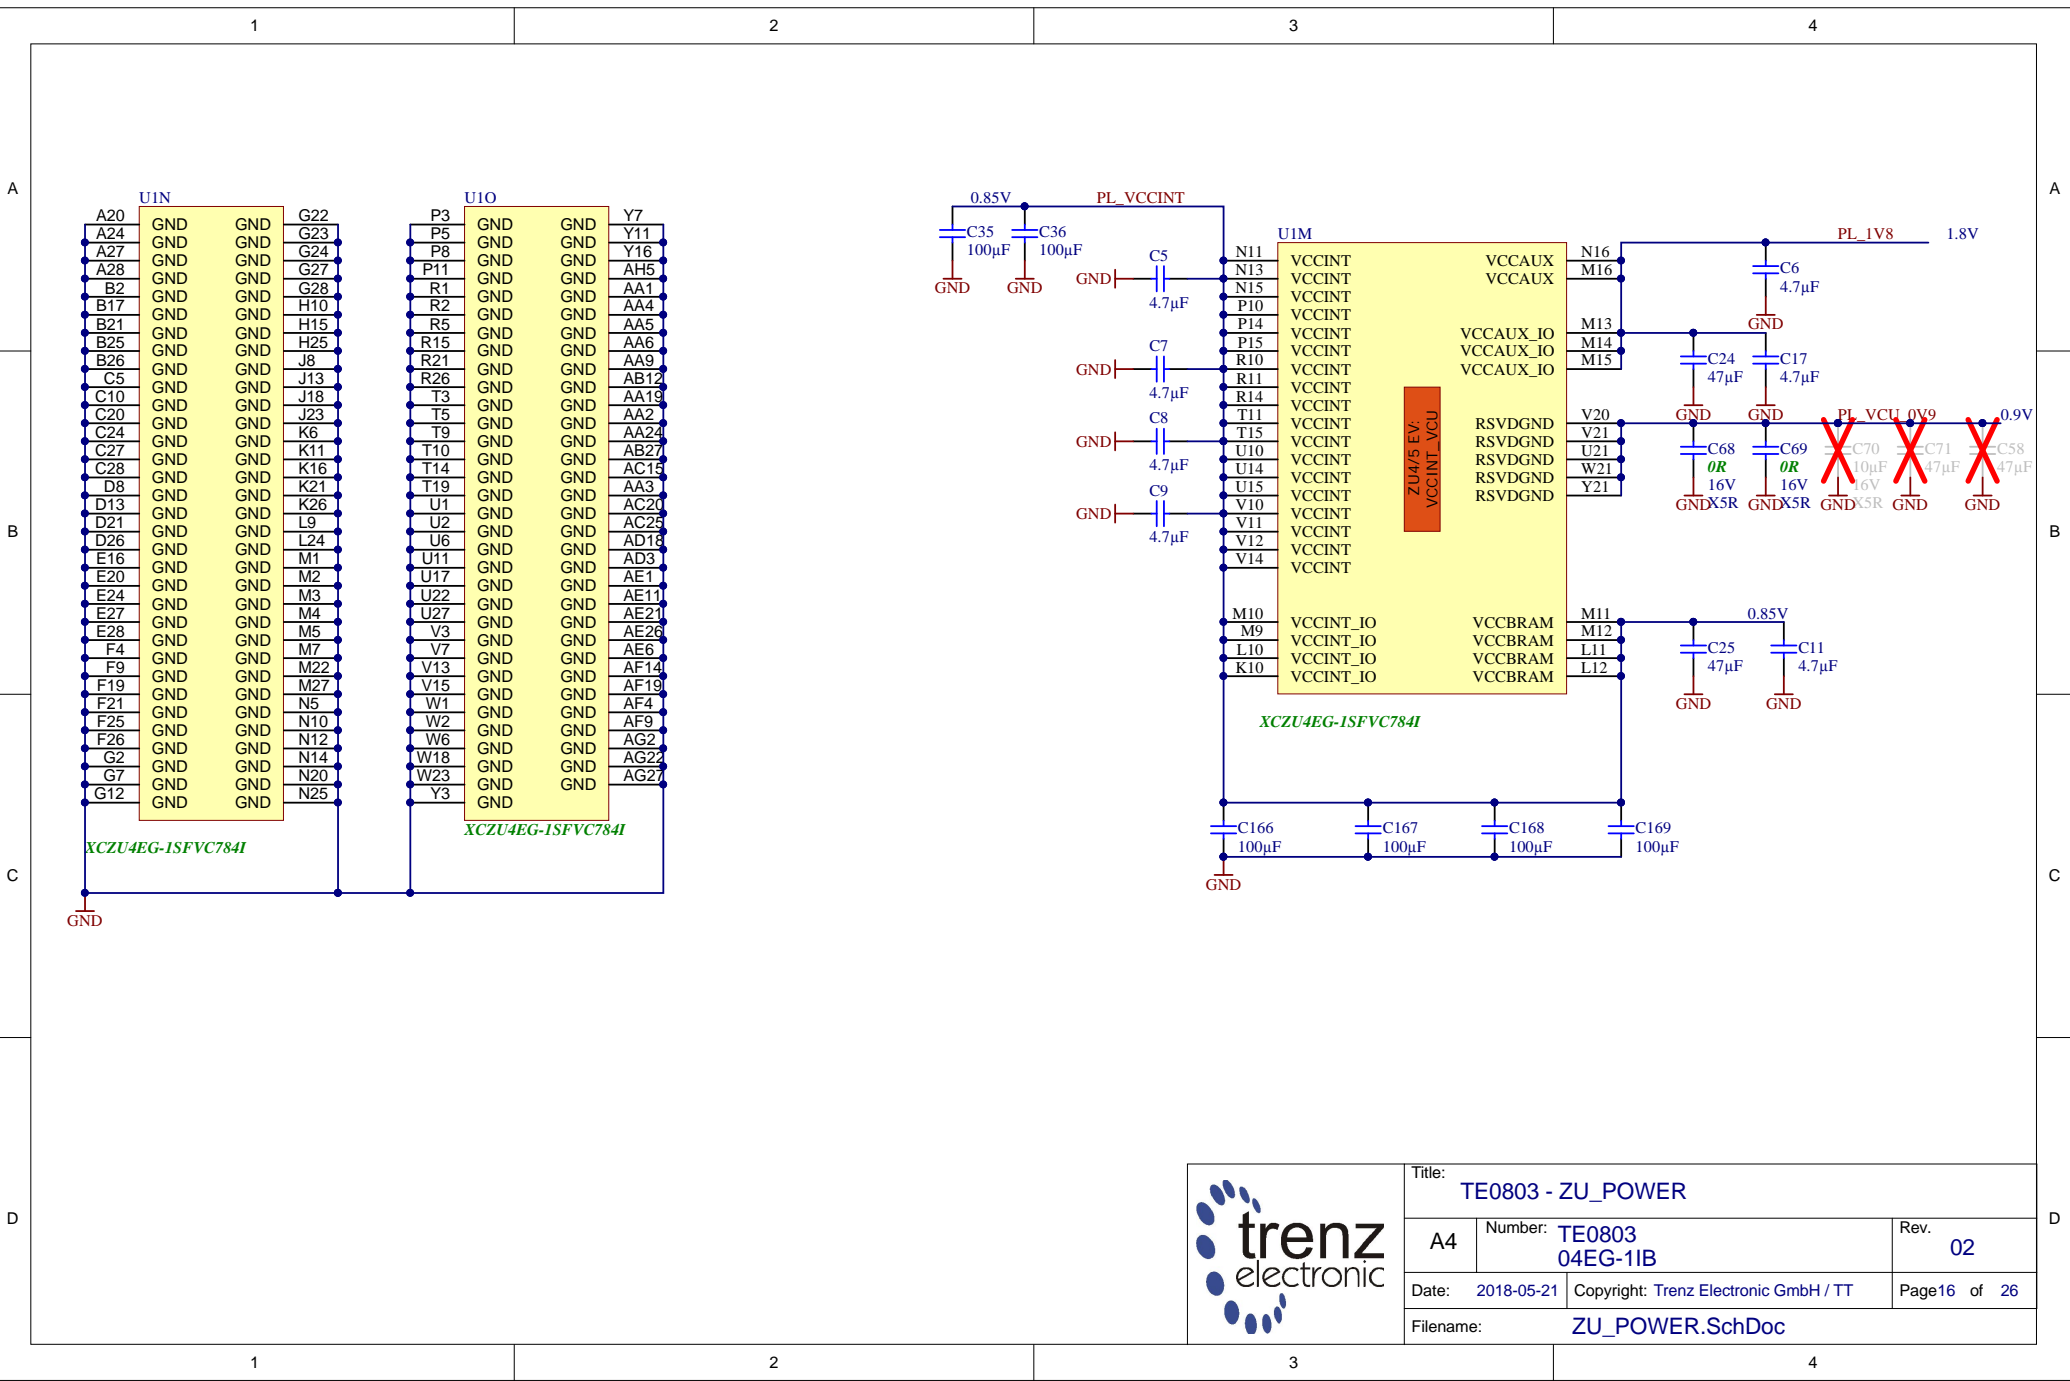 1 2 3 4
A A
B B
C C
D D
U1N
A20 GND GND G22
A24 GND GND G23
A27 GND GND G24
A28 GND GND G27
B2 GND GND G28
B17 GND GND H10
B21 GND GND H15
B25 GND GND H25
B26 GND GND J8
C5 GND GND J13
C10 GND GND J18
C20 GND GND J23
C24 GND GND K6
C27 GND GND K11
C28 GND GND K16
D8 GND GND K21
D13 GND GND K26
D21 GND GND L9
D26 GND GND L24
E16 GND GND M1
E20 GND GND M2
E24 GND GND M3
E27 GND GND M4
E28 GND GND M5
F4 GND GND M7
F9 GND GND M22
F19 GND GND M27
F21 GND GND N5
F25 GND GND N10
F26 GND GND N12
G2 GND GND N14
G7 GND GND N20
G12 GND GND N25
XCZU4EG-1SFVC784I
GND
U1O
P3 GND GND Y7
P5 GND GND Y11
P8 GND GND Y16
P11 GND GND AH5
R1 GND GND AA1
R2 GND GND AA4
R5 GND GND AA5
R15 GND GND AA6
R21 GND GND AA9
R26 GND GND AB12
T3 GND GND AA19
T5 GND GND AA2
T9 GND GND AA24
T10 GND GND AB27
T14 GND GND AC15
T19 GND GND AA3
U1 GND GND AC20
U2 GND GND AC25
U6 GND GND AD18
U11 GND GND AD3
U17 GND GND AE1
U22 GND GND AE11
U27 GND GND AE21
V3 GND GND AE26
V7 GND GND AE6
V13 GND GND AF14
V15 GND GND AF19
W1 GND GND AF4
W2 GND GND AF9
W6 GND GND AG2
W18 GND GND AG22
W23 GND GND AG27
Y3 GND
XCZU4EG-1SFVC784I
0.85V PL_VCCINT
C35 C36
100µF 100µF
GND GND
C5
GND
4.7µF
C7
GND
4.7µF
C8
GND
4.7µF
C9
GND
4.7µF
U1M
N11 VCCINT
N13 VCCINT
N15 VCCINT
P10 VCCINT
P14 VCCINT
P15 VCCINT
R10 VCCINT
R11 VCCINT
R14 VCCINT
T11 VCCINT
T15 VCCINT
U10 VCCINT
U14 VCCINT
U15 VCCINT
V10 VCCINT
V11 VCCINT
V12 VCCINT
V14 VCCINT
M10 VCCINT_IO
M9 VCCINT_IO
L10 VCCINT_IO
K10 VCCINT_IO
ZU4/5 EV:
VCCINT_VCU
VCCAUX N16
VCCAUX M16
VCCAUX_IO M13
VCCAUX_IO M14
VCCAUX_IO M15
RSVDGND V20
RSVDGND V21
RSVDGND U21
RSVDGND W21
RSVDGND Y21
VCCBRAM M11
VCCBRAM M12
VCCBRAM L11
VCCBRAM L12
XCZU4EG-1SFVC784I
PL_1V8 1.8V
C6
4.7µF
GND
C24 C17
47µF 4.7µF
GND GND
PL_VCU_0V9 0.9V
C68 C69 C70 C71 C58
0R 0R 10µF 47µF 47µF
16V 16V 16V
X5R X5R X5R
GND GND GND GND GND
0.85V
C25 C11
47µF 4.7µF
GND GND
C166 C167 C168 C169
100µF 100µF 100µF 100µF
GND
trenz
electronic
Title:
TE0803 - ZU_POWER
A4 Number: TE0803
04EG-1IB
Rev.
02
Date: 2018-05-21 Copyright: Trenz Electronic GmbH / TT Page16 of 26
Filename: ZU_POWER.SchDoc
1 2 3 4